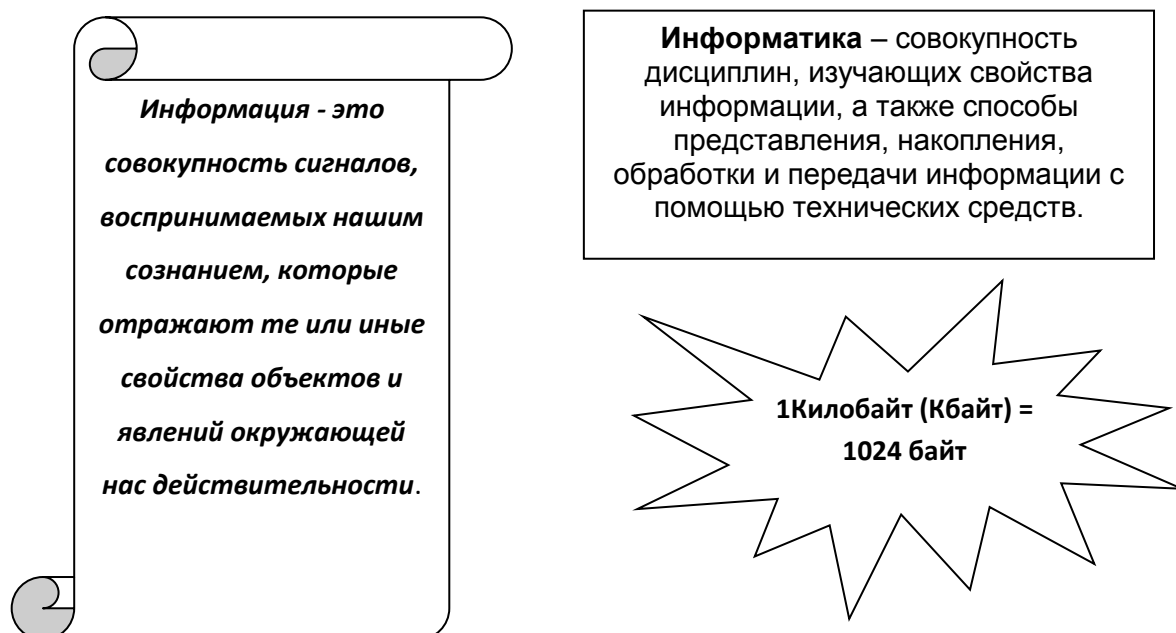 Информация - это
совокупность сигналов,
воспринимаемых нашим
сознанием, которые
отражают те или иные
свойства объектов и
явлений окружающей
нас действительности.
Информатика – совокупность
дисциплин, изучающих свойства
информации, а также способы
представления, накопления,
обработки и передачи информации с
помощью технических средств.
1Килобайт (Кбайт) =
1024 байт